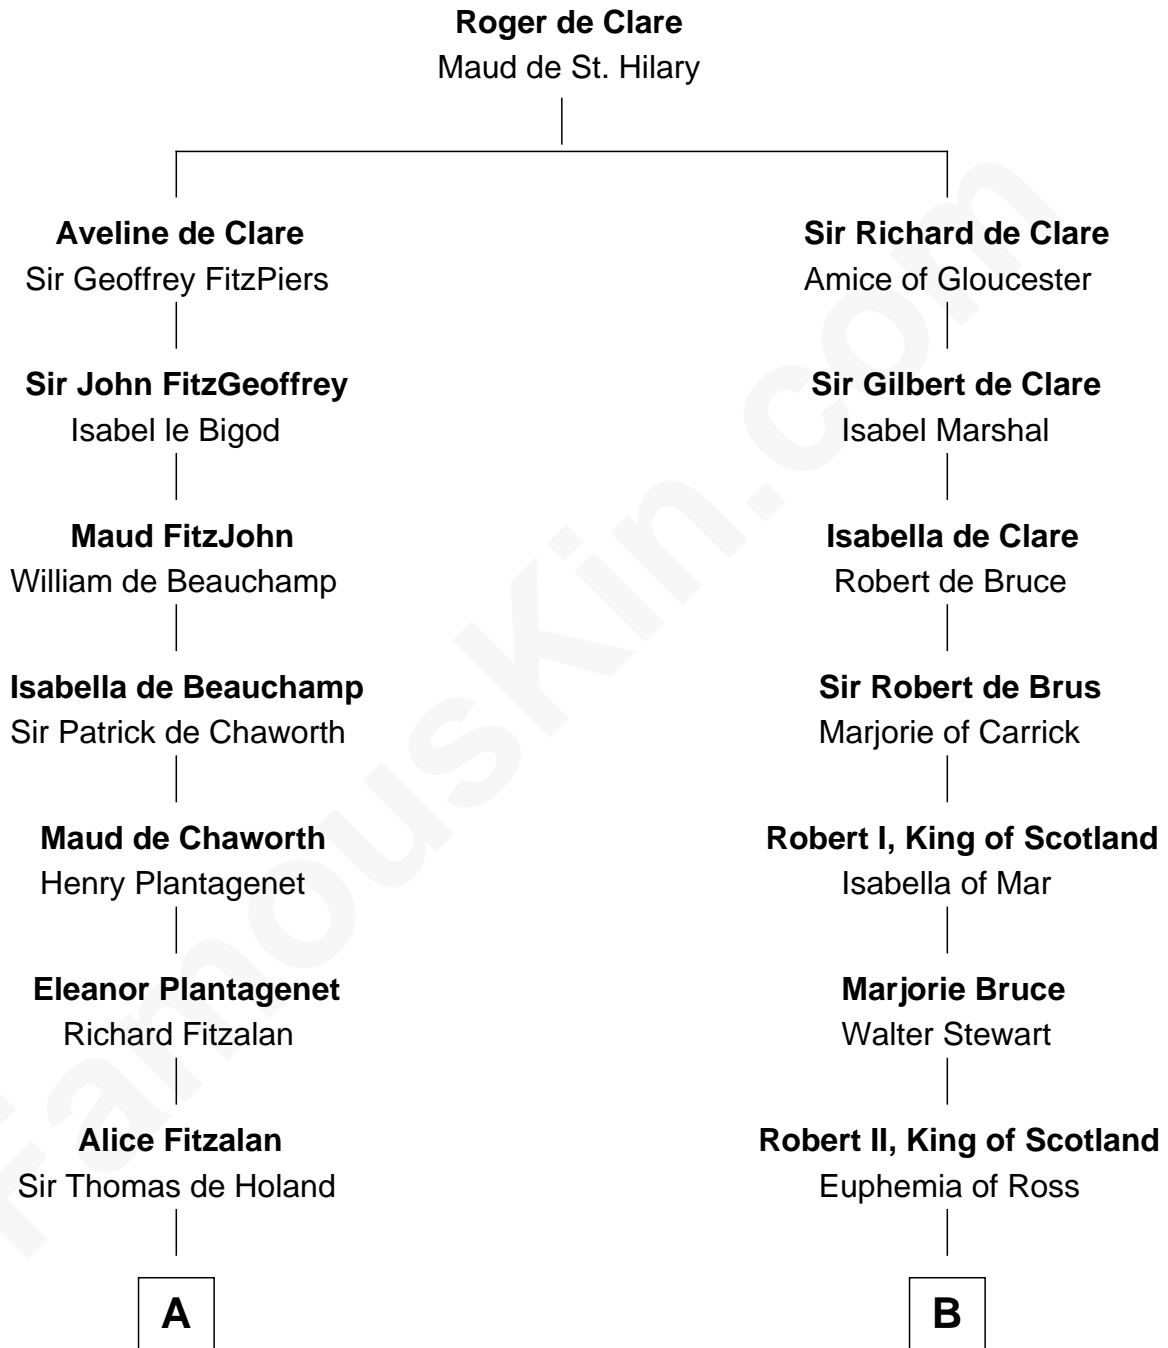 Roger de Clare
Maud de St. Hilary
Aveline de Clare
Sir Geoffrey FitzPiers
Sir Richard de Clare
Amice of Gloucester
Sir John FitzGeoffrey
Isabel le Bigod
Sir Gilbert de Clare
Isabel Marshal
Maud FitzJohn
William de Beauchamp
Isabella de Clare
Robert de Bruce
Isabella de Beauchamp
Sir Patrick de Chaworth
Sir Robert de Brus
Marjorie of Carrick
Maud de Chaworth
Henry Plantagenet
Robert I, King of Scotland
Isabella of Mar
Eleanor Plantagenet
Richard Fitzalan
Marjorie Bruce
Walter Stewart
Alice Fitzalan
Sir Thomas de Holand
Robert II, King of Scotland
Euphemia of Ross
A
B
FamousKin.com